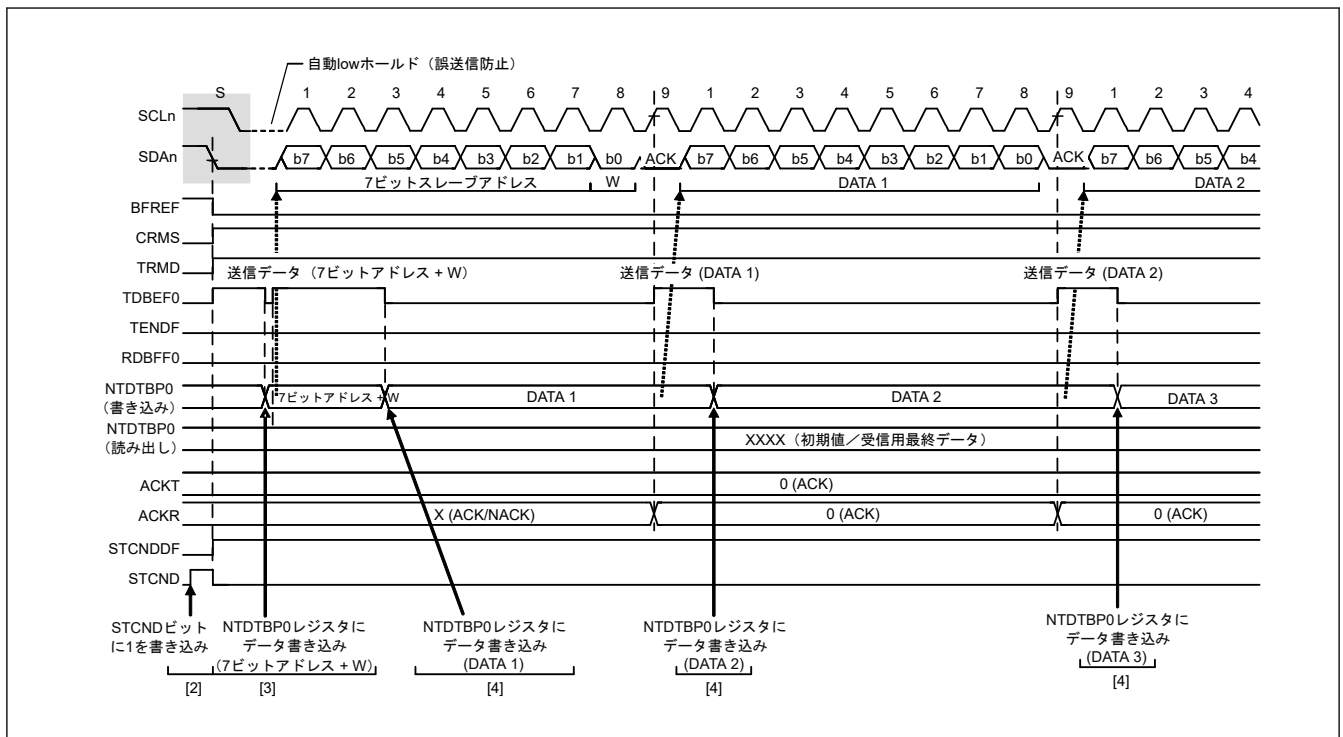 自動lowホールド（誤送信防止）
S 1 2 3 4 5 6 7 8 9 1 2 3 4 5 6 7 8 9 1 2 3 4
SCLn
SDAn b7 b6 b5 b4 b3 b2 b1 b0 ACK b7 b6 b5 b4 b3 b2 b1 b0 ACK b7 b6 b5 b4
7ビットスレーブアドレス W DATA 1 DATA 2
BFREF
CRMS
TRMD
送信データ（7ビットアドレス + W） 送信データ (DATA 1) 送信データ (DATA 2)
TDBEF0
TENDF
RDBFF0
NTDTBP0
（書き込み） 7ビットアドレス + W DATA 1 DATA 2 DATA 3
NTDTBP0
（読み出し） XXXX（初期値／受信用最終データ）
ACKT 0 (ACK)
ACKR X (ACK/NACK) 0 (ACK) 0 (ACK)
STCNDDF
STCND
STCNDビット
に1を書き込み
[2]
NTDTBP0レジスタに
データ書き込み
（7ビットアドレス + W）
[3]
NTDTBP0レジスタに
データ書き込み
(DATA 1)
[4]
NTDTBP0レジスタに
データ書き込み
(DATA 2)
[4]
NTDTBP0レジスタに
データ書き込み
(DATA 3)
[4]